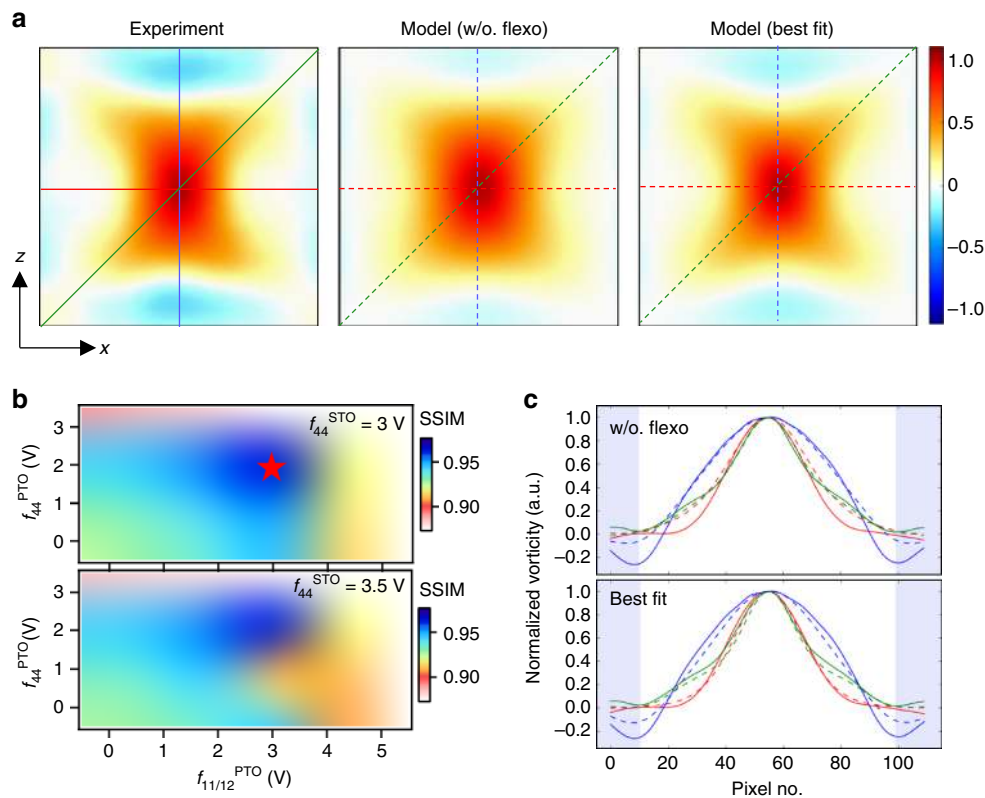 a
Experiment
Model (w/o. flexo)
Model (best fit)
1.0
0.5
0
−0.5
−1.0
z
x
b
f44STO = 3 V
SSIM
3
2
1
0
0.95
0.90
f44PTO (V)
f44STO = 3.5 V
SSIM
3
2
1
0
0.95
0.90
f44PTO (V)
0 1 2 3 4 5
f11/12PTO (V)
c
w/o. flexo
1.0
0.8
0.6
0.4
0.2
0.0
−0.2
Normalized vorticity (a.u.)
Best fit
1.0
0.8
0.6
0.4
0.2
0.0
−0.2
0 20 40 60 80 100
Pixel no.